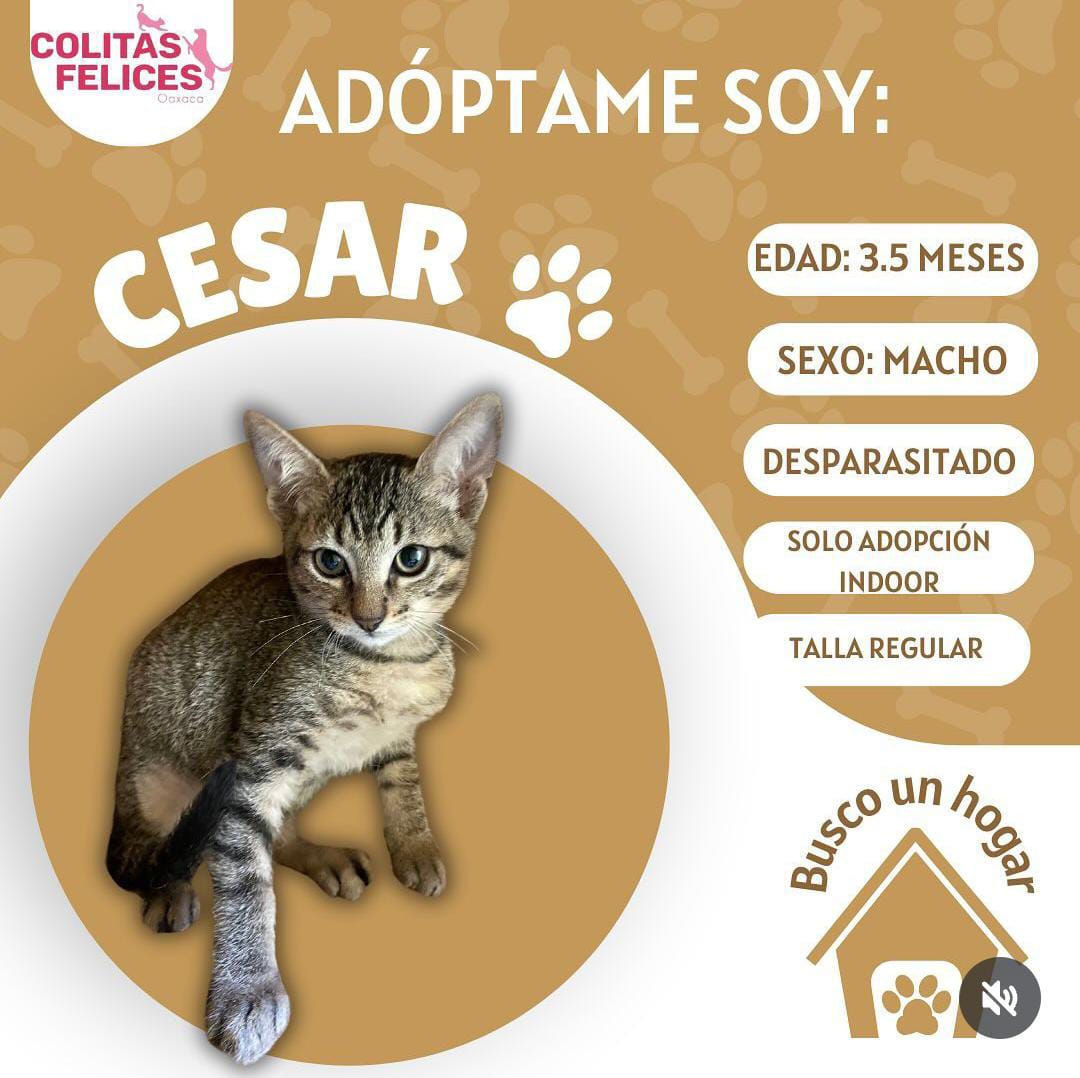 COLITAS
FELICES
Oaxaca
ADÓPTAME SOY:
CESAR
EDAD: 3.5 MESES
SEXO: MACHO
DESPARASITADO
SOLO ADOPCIÓN
INDOOR
TALLA REGULAR
Busco un hogar